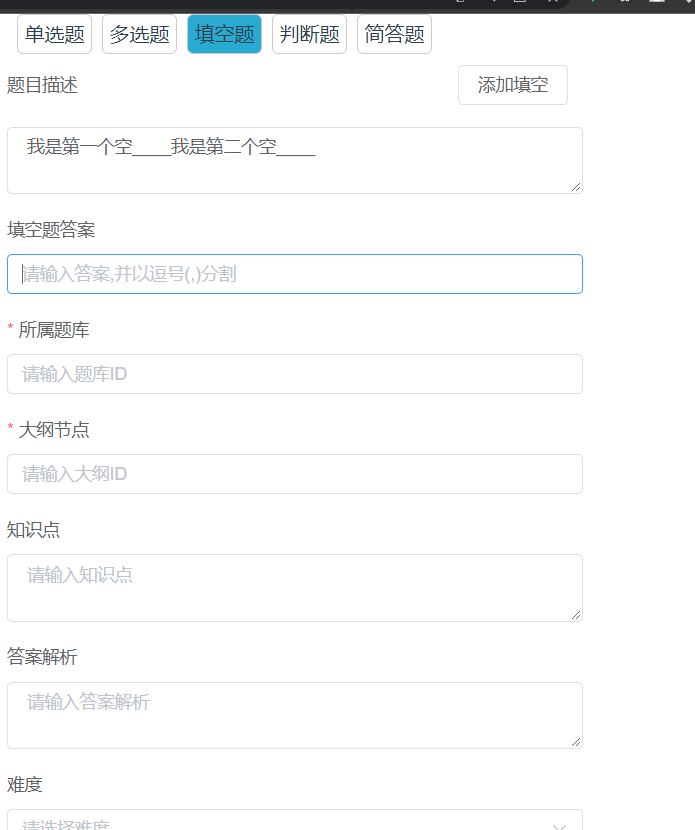 单选题 多选题 填空题 判断题 简答题
题目描述 添加填空
我是第一个空____我是第二个空____
填空题答案
请输入答案,并以逗号(,)分割
* 所属题库
请输入题库ID
* 大纲节点
请输入大纲ID
知识点
请输入知识点
答案解析
请输入答案解析
难度
请选择难度